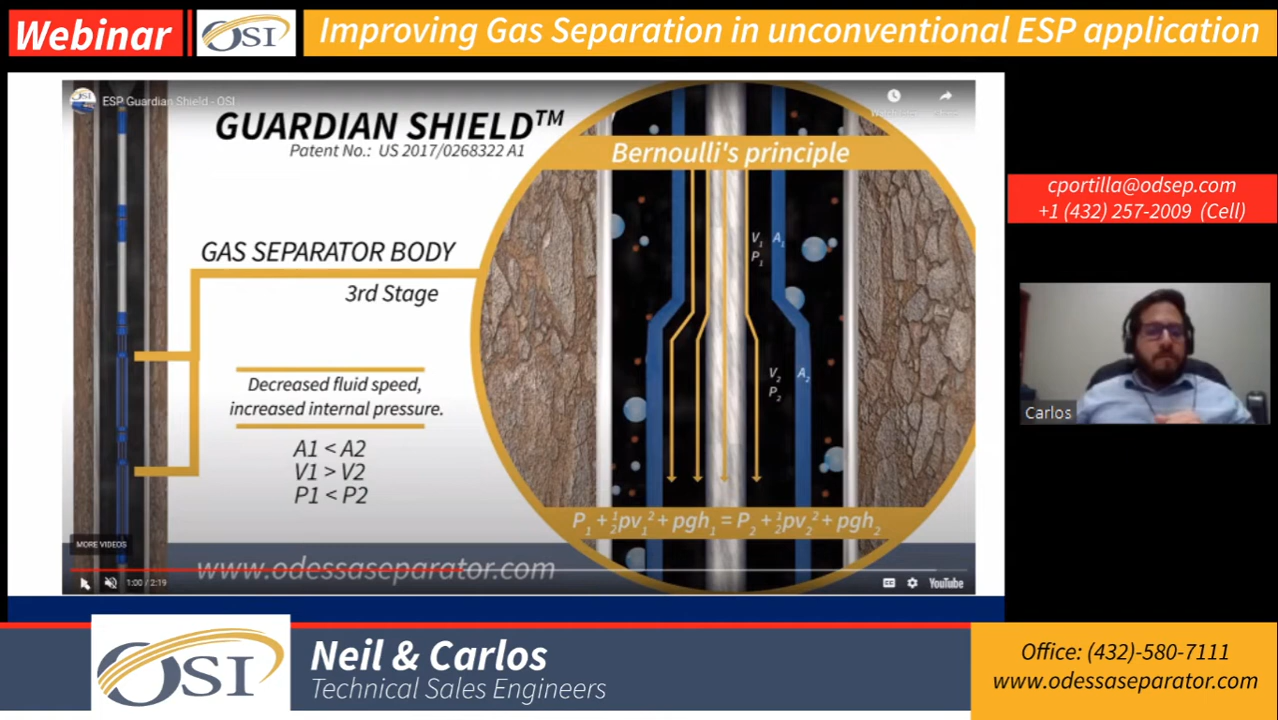 Webinar
OSI
Improving Gas Separation in unconventional ESP application
ESP Guardian Shield - OSI
GUARDIAN SHIELD™
Patent No.: US 2017/0268322 A1
Bernoulli's principle
GAS SEPARATOR BODY
3rd Stage
V₁ A₁
P₁
Decreased fluid speed,
increased internal pressure.
A1 < A2
V1 > V2
P1 < P2
V₂ A₂
P₂
P₁ + ½pv₁² + pgh₁ = P₂ + ½pv₂² + pgh₂
MORE VIDEOS
www.odessaseparator.com
1:00 / 2:19
YouTube
cportilla@odsep.com
+1 (432) 257-2009 (Cell)
Carlos
OSI
Neil & Carlos
Technical Sales Engineers
Office: (432)-580-7111
www.odessaseparator.com